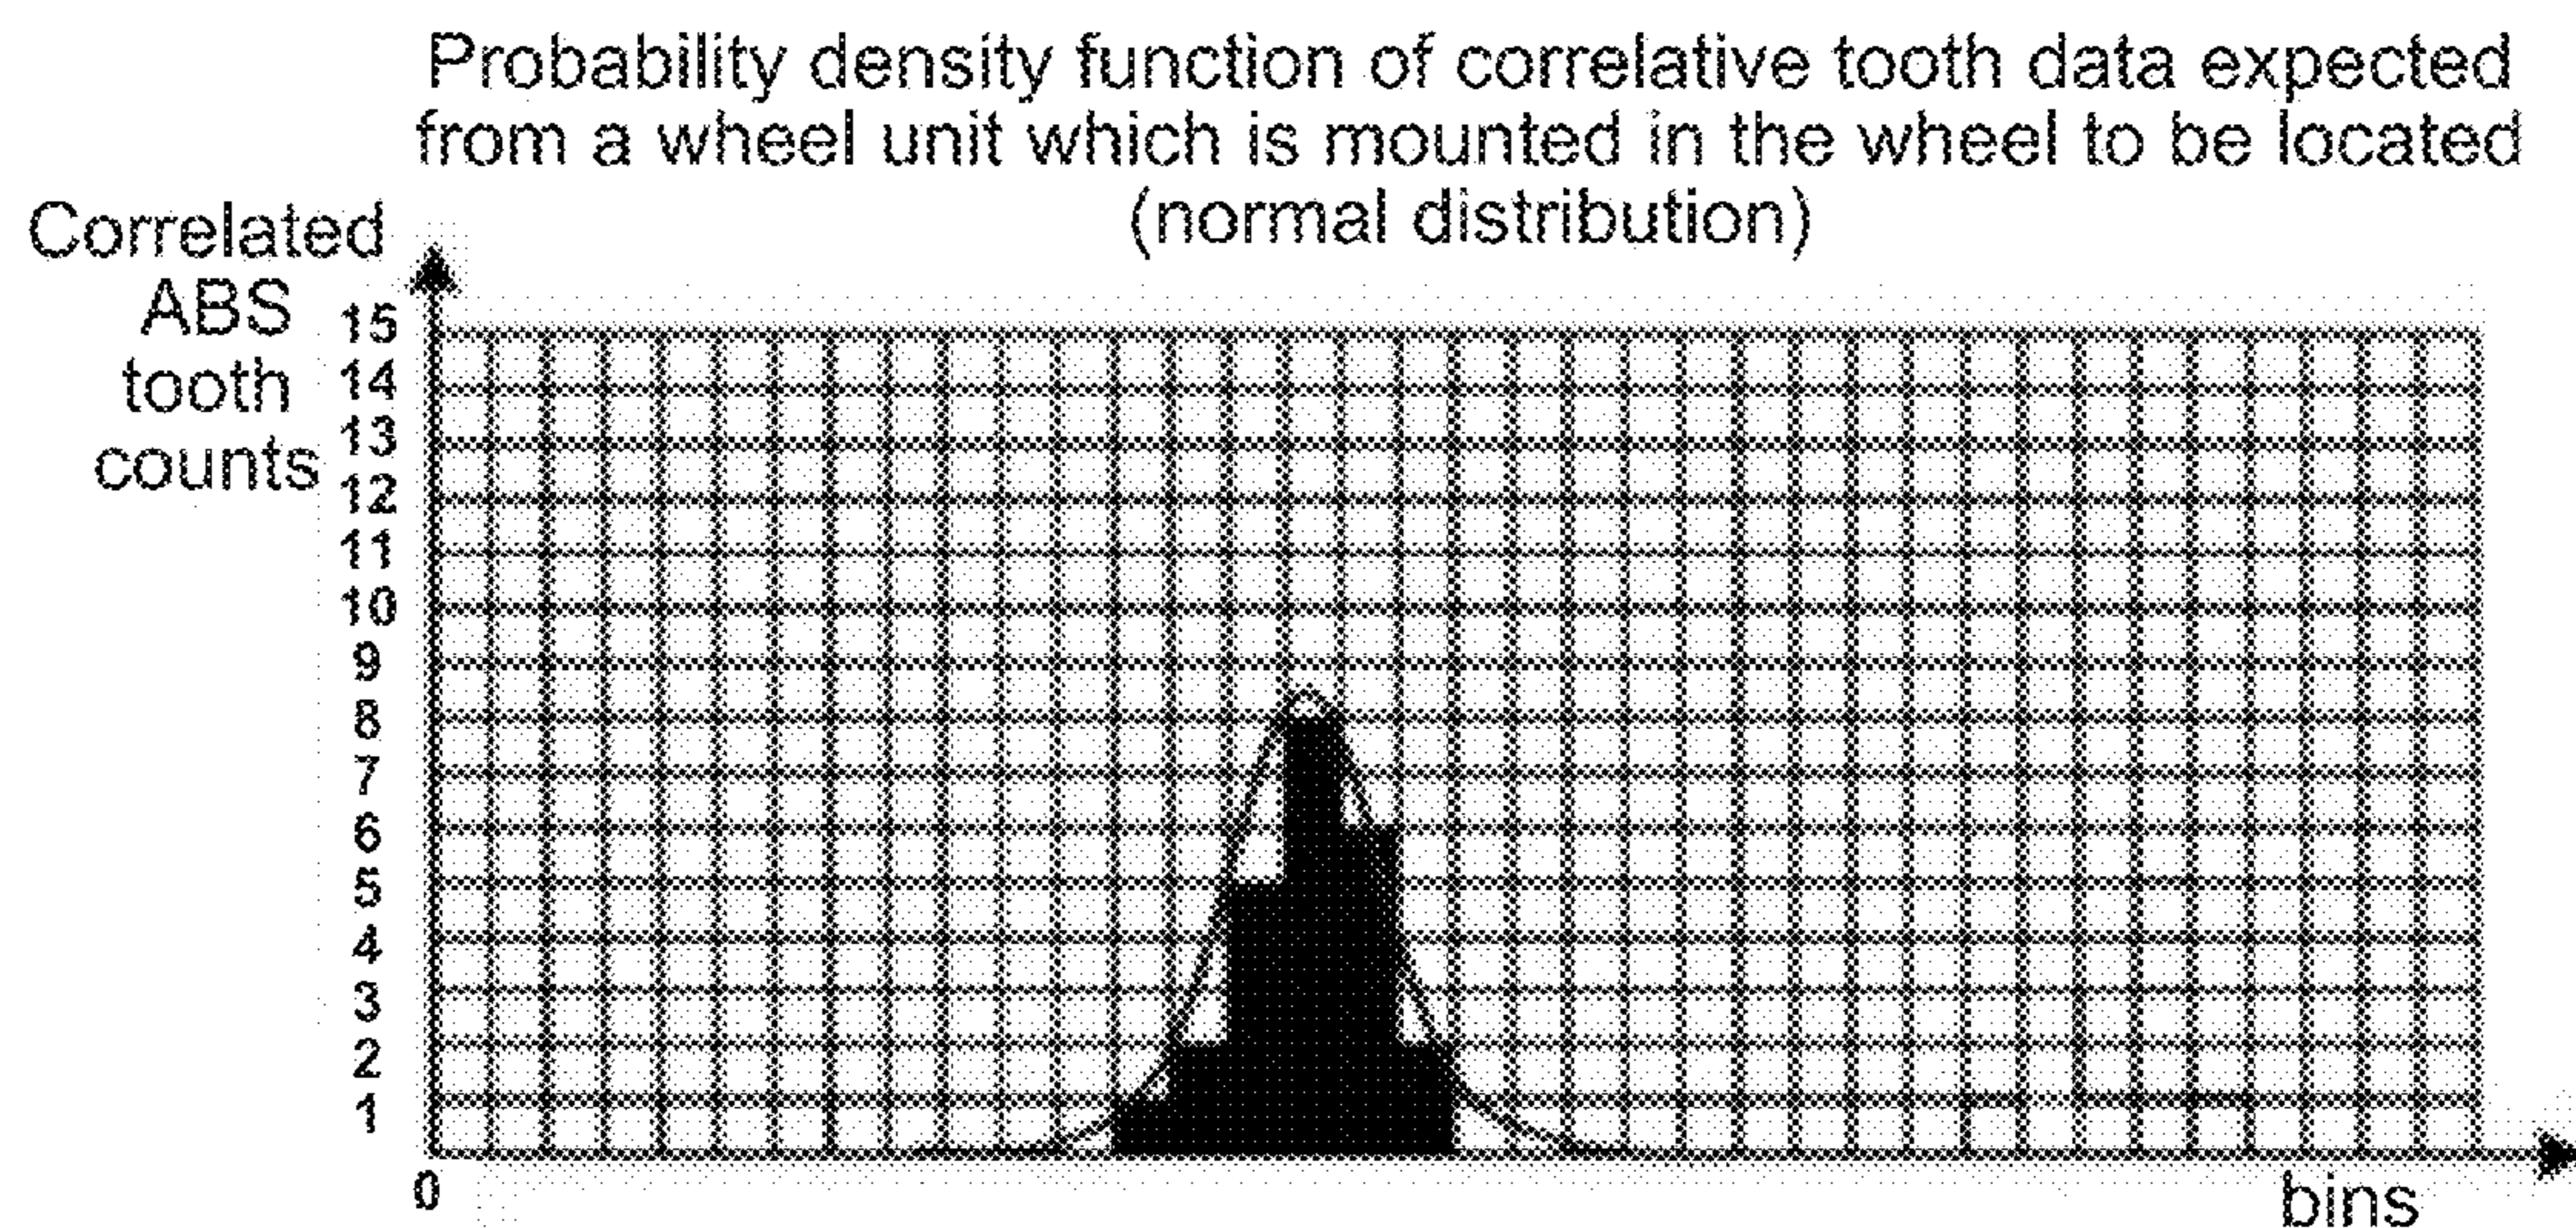 Probability density function of correlative tooth data expected
from a wheel unit which is mounted in the wheel to be located
(normal distribution)
Correlated
ABS
tooth
counts
15
14
13
12
11
10
9
8
7
6
5
4
3
2
1
0
bins